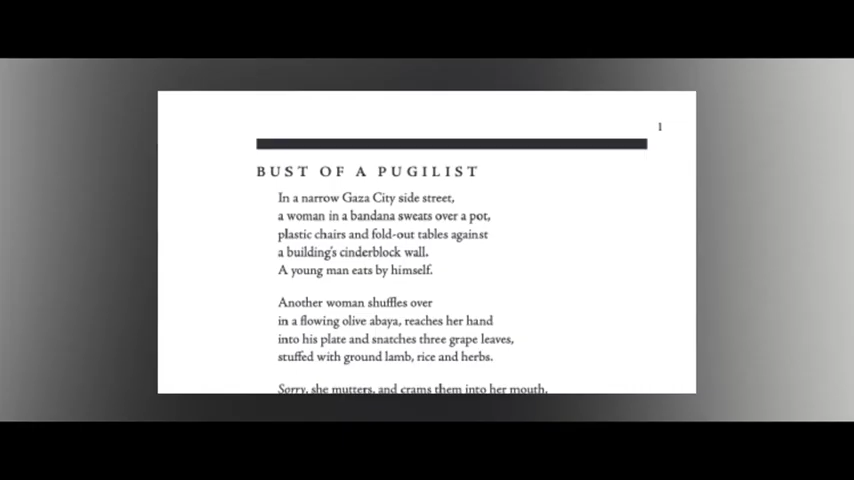 1
BUST OF A PUGILIST
In a narrow Gaza City side street,
a woman in a bandana sweats over a pot,
plastic chairs and fold-out tables against
a building's cinderblock wall.
A young man eats by himself.
Another woman shuffles over
in a flowing olive abaya, reaches her hand
into his plate and snatches three grape leaves,
stuffed with ground lamb, rice and herbs.
Sorry, she mutters, and crams them into her mouth.